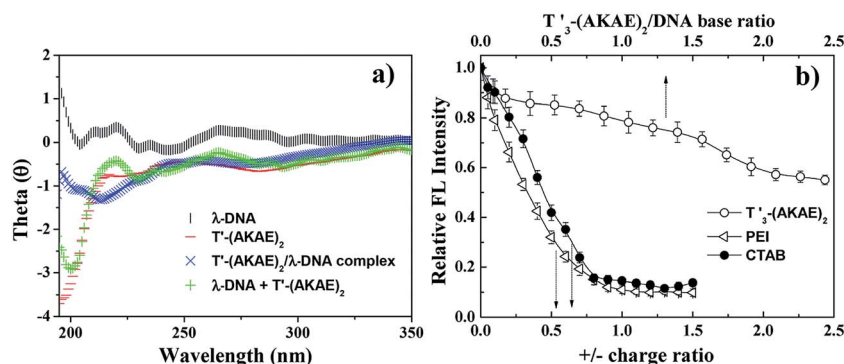 a)
2
1
0
-1
-2
-3
-4
Theta (θ)
λ-DNA
T'-(AKAE)₂
T'-(AKAE)₂/λ-DNA complex
λ-DNA + T'-(AKAE)₂
200 250 300 350
Wavelength (nm)
T'₃-(AKAE)₂/DNA base ratio
0.0 0.5 1.0 1.5 2.0 2.5
b)
1.0
0.8
0.6
0.4
0.2
0.0
Relative FL Intensity
T'₃-(AKAE)₂
PEI
CTAB
0.0 0.5 1.0 1.5 2.0 2.5
+/- charge ratio